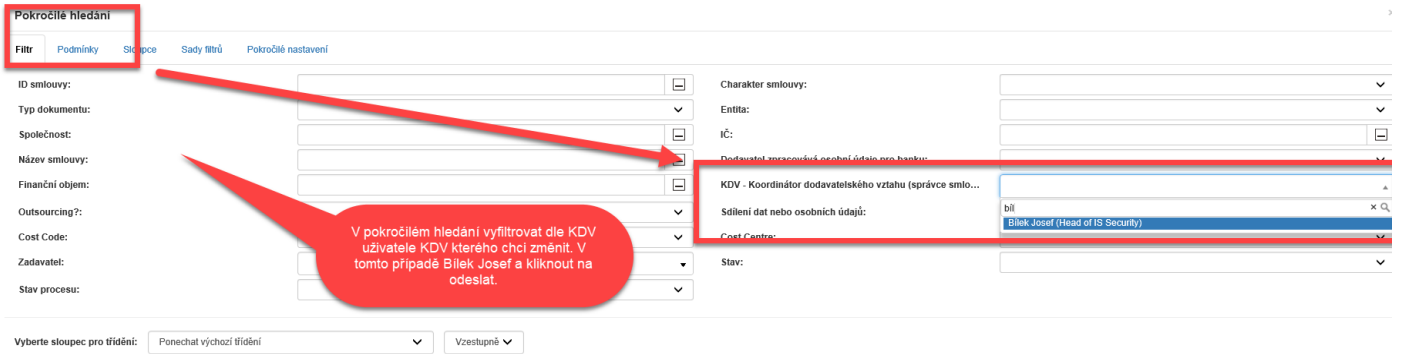 Pokročilé hledání
Filtr Podmínky Sloupce Sady filtrů Pokročilé nastavení
ID smlouvy: Charakter smlouvy:
Typ dokumentu: Entita:
Společnost: IČ:
Název smlouvy: Dodavatel zpracovává osobní údaje pro banku:
Finanční objem: KDV - Koordinátor dodavatelského vztahu (správce smlo...
bíl
Outsourcing?: Sdílení dat nebo osobních údajů:
Bílek Josef (Head of IS Security)
Cost Code: Cost Centre:
Zadavatel: Stav:
Stav procesu:
V pokročilém hledání vyfiltrovat dle KDV
uživatele KDV kterého chci změnit. V
tomto případě Bílek Josef a kliknout na
odeslat.
Vyberte sloupec pro třídění: Ponechat výchozí třídění Vzestupně